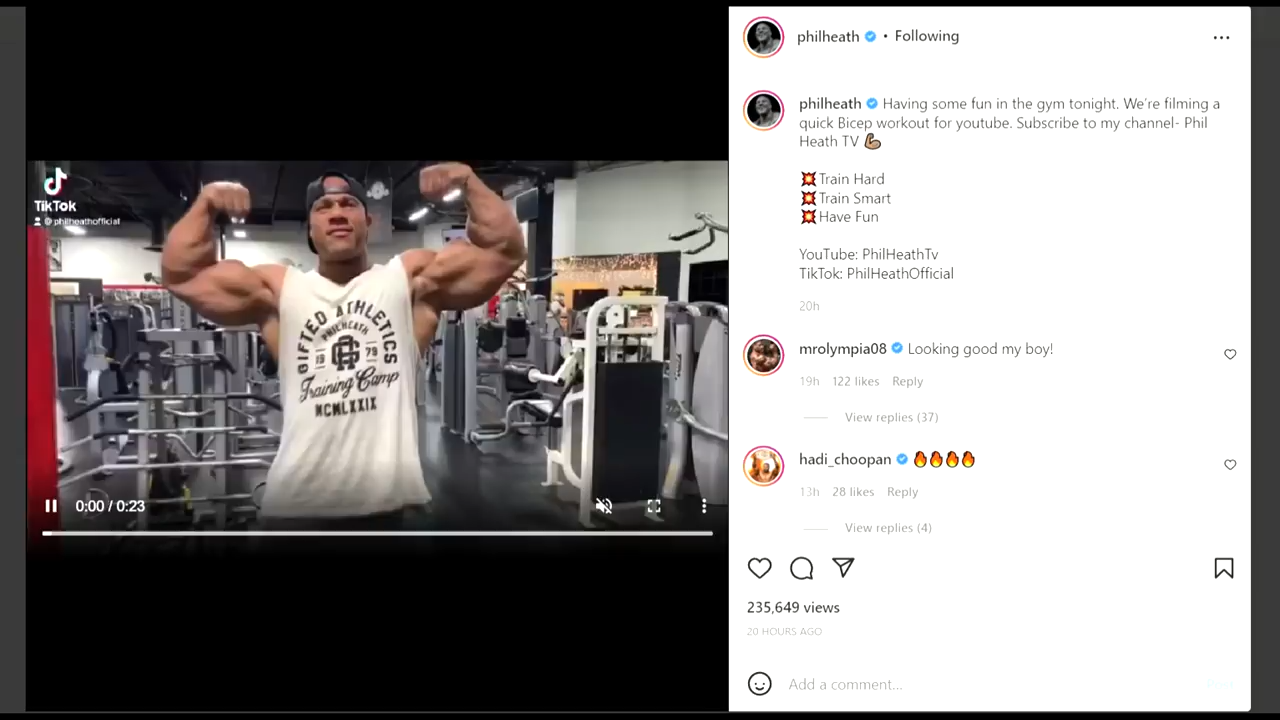 philheath • Following
philheath Having some fun in the gym tonight. We're filming a
quick Bicep workout for youtube. Subscribe to my channel- Phil
Heath TV 💪🏽
💥Train Hard
💥Train Smart
💥Have Fun
YouTube: PhilHeathTv
TikTok: PhilHeathOfficial
20h
mrolympia08 Looking good my boy!
19h 122 likes Reply
View replies (37)
hadi_choopan 🔥🔥🔥🔥
13h 28 likes Reply
View replies (4)
235,649 views
20 HOURS AGO
Add a comment...
Post
TikTok
@philheathofficial
GIFTED ATHLETICS
PHIL HEATH
19 79
Training Camp
MCMLXXIX
0:00 / 0:23